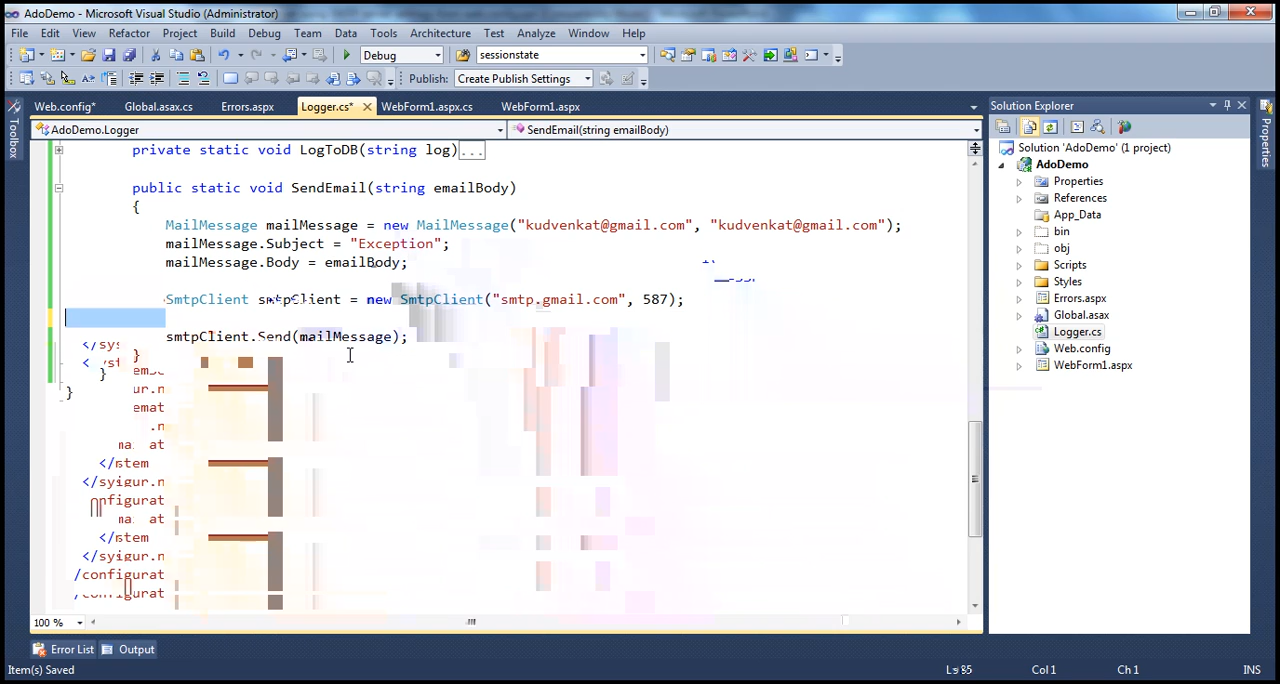 AdoDemo - Microsoft Visual Studio (Administrator)
File Edit View Refactor Project Build Debug Team Data Tools Architecture Test Analyze Window Help
Debug sessionstate
Publish: Create Publish Settings
Web.config* Global.asax.cs Errors.aspx Logger.cs* WebForm1.aspx.cs WebForm1.aspx
Solution Explorer
Toolbox
Properties
AdoDemo.Logger SendEmail(string emailBody)
private static void LogToDB(string log)...
public static void SendEmail(string emailBody)
{
MailMessage mailMessage = new MailMessage("kudvenkat@gmail.com", "kudvenkat@gmail.com");
mailMessage.Subject = "Exception";
mailMessage.Body = emailBody;
SmtpClient smtpClient = new SmtpClient("smtp.gmail.com", 587);
smtpClient.Send(mailMessage);
}
}
}
Solution 'AdoDemo' (1 project)
AdoDemo
Properties
References
App_Data
bin
obj
Scripts
Styles
Errors.aspx
Global.asax
Logger.cs
Web.config
WebForm1.aspx
100 %
Error List Output
Item(s) Saved Col 1 Ch 1 INS